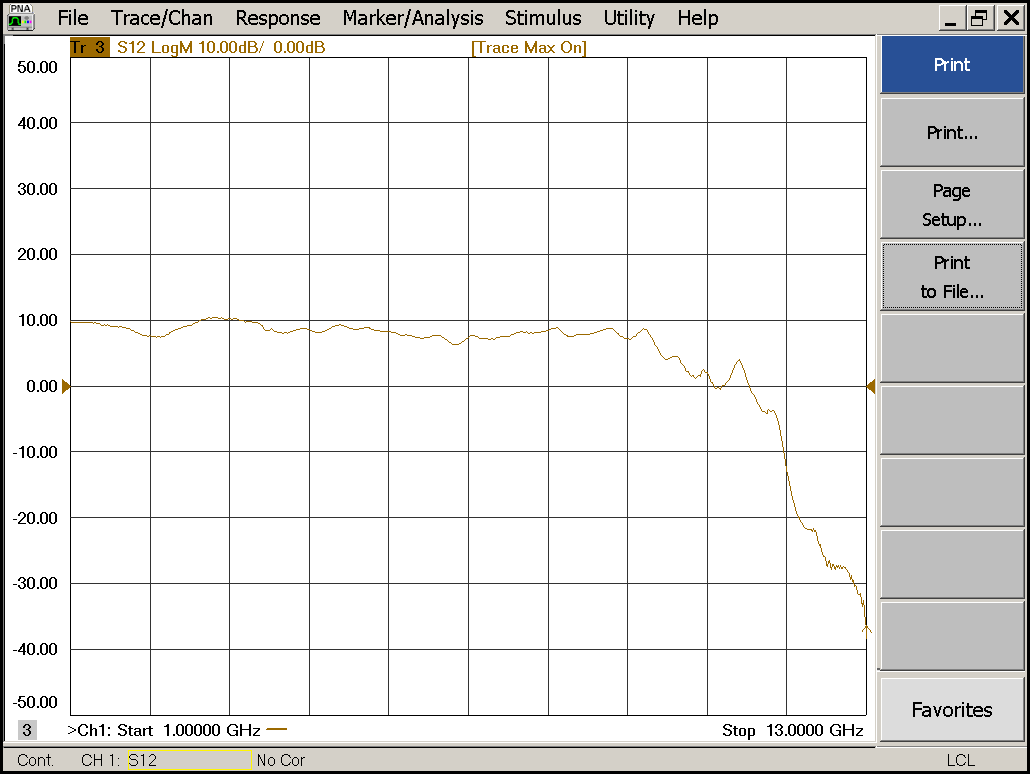 PNA
File Trace/Chan Response Marker/Analysis Stimulus Utility Help
Tr 3 S12 LogM 10.00dB/ 0.00dB [Trace Max On]
50.00
40.00
30.00
20.00
10.00
0.00
-10.00
-20.00
-30.00
-40.00
-50.00
3 >Ch1: Start 1.00000 GHz Stop 13.0000 GHz
Print
Print...
Page
Setup...
Print
to File...
Favorites
Cont. CH 1: S12 No Cor LCL